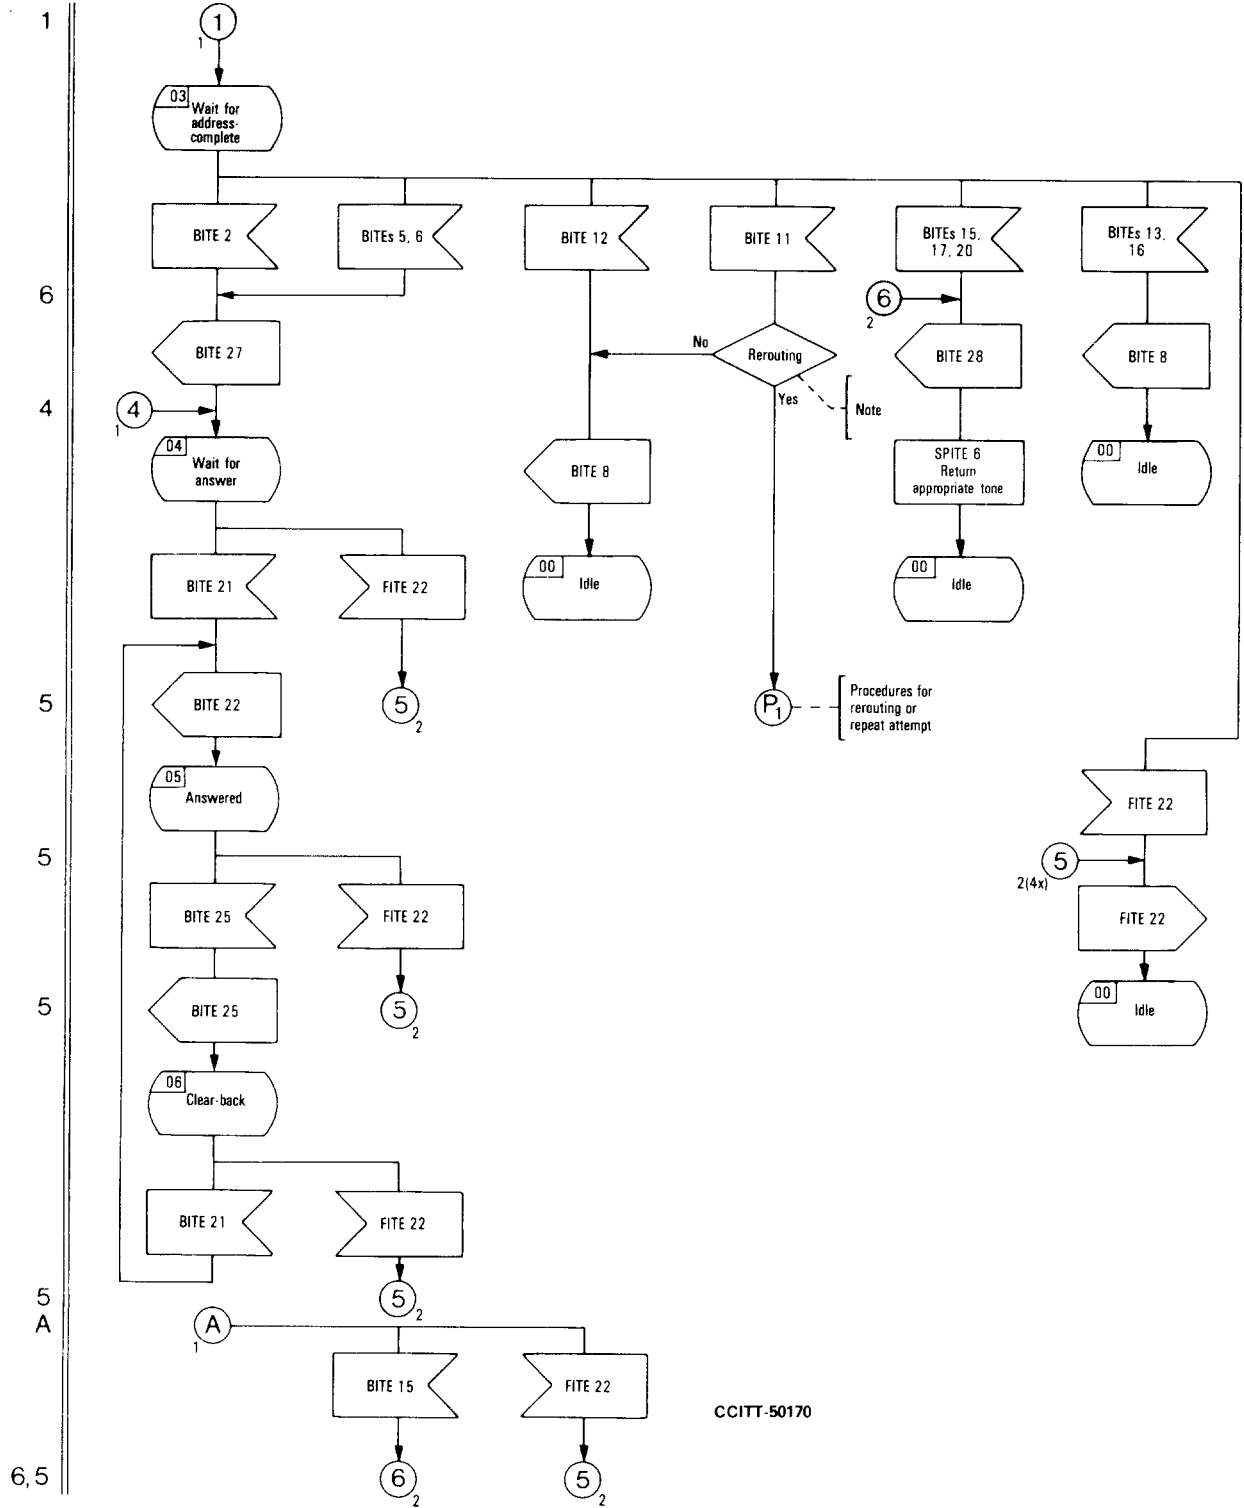 1
1
1
03
Wait for
address-
complete
BITE 2
BITEs 5, 6
BITE 12
BITE 11
BITEs 15,
17, 20
BITEs 13,
16
6
6
2
BITE 27
No
Rerouting
BITE 28
BITE 8
Yes
Note
4
4
1
04
Wait for
answer
BITE 8
SPITE 6
Return
appropriate tone
00
Idle
BITE 21
FITE 22
00
Idle
00
Idle
5
BITE 22
5
2
P1
Procedures for
rerouting or
repeat attempt
05
Answered
FITE 22
5
5
2(4x)
BITE 25
FITE 22
FITE 22
5
BITE 25
5
2
00
Idle
06
Clear-back
BITE 21
FITE 22
5
5
2
A
A
1
BITE 15
FITE 22
CCITT-50170
6,5
6
2
5
2